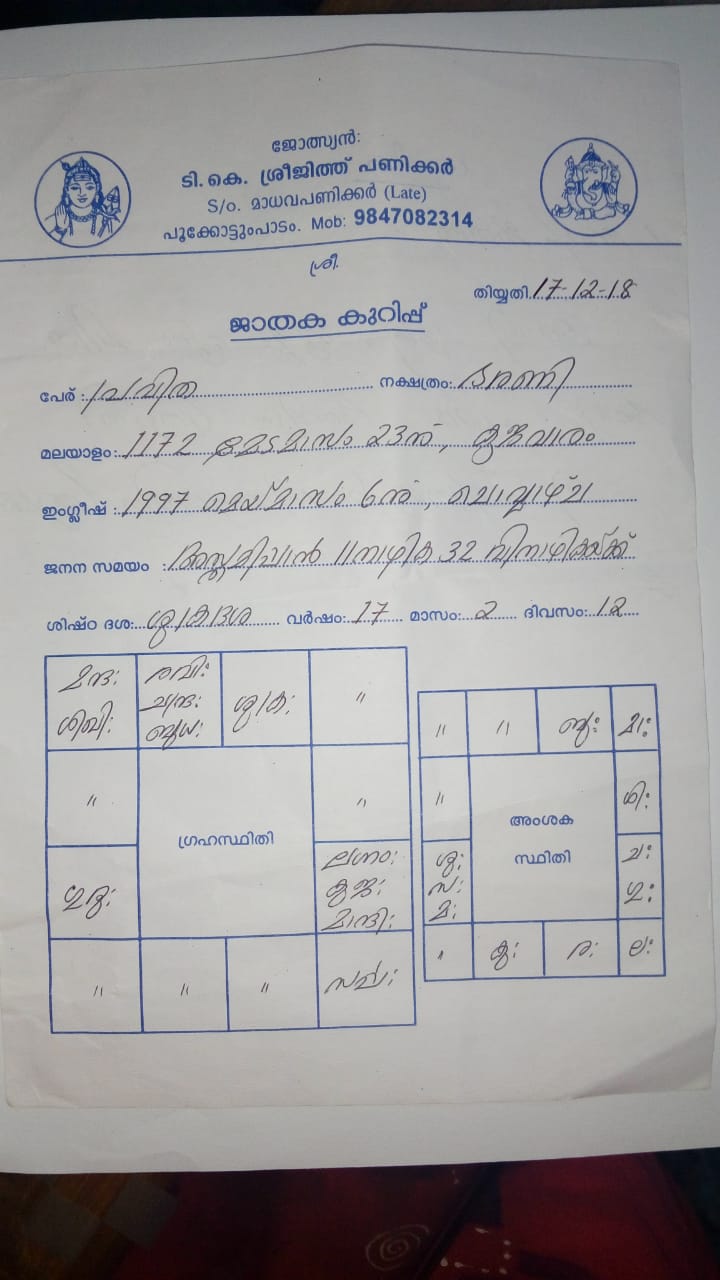 ജോത്സ്യൻ:
ടി. കെ. ശ്രീജിത്ത് പണിക്കർ
S/o. മാധവപണിക്കർ (Late)
പൂക്കോട്ടുംപാടം. Mob: 9847082314
ശ്രീ.
തിയ്യതി 17-12-18
ജാതക കുറിപ്പ്
പേര് : പ്രവിത നക്ഷത്രം: ഭരണി
മലയാളം: 1172 മേടമാസം 23ന്, കുജവാരം
ഇംഗ്ലീഷ് : 1997 മെയ്മാസം 6ന്, ചൊവ്വാഴ്ച
ജനന സമയം : അസ്തമിപ്പാൻ 11 നാഴിക 32 വിനാഴികയ്ക്ക്
ശിഷ്ഠ ദശ: ശുക്രദശ വർഷം: 17 മാസം: 2 ദിവസം: 12
മന്ദ: രവി: ശുക്ര: "
ശിഖി: ചന്ദ്ര:
ബുധ:
" ഗ്രഹസ്ഥിതി "
ഗുരു: ലഗ്നം:
കുജ:
മാന്ദി:
" " " സർപ്പ:
" " ബു: മാ:
" അംശക ശി:
ശു: സ്ഥിതി ച:
സ: ഗു:
മ:
" കു: ര: ല: